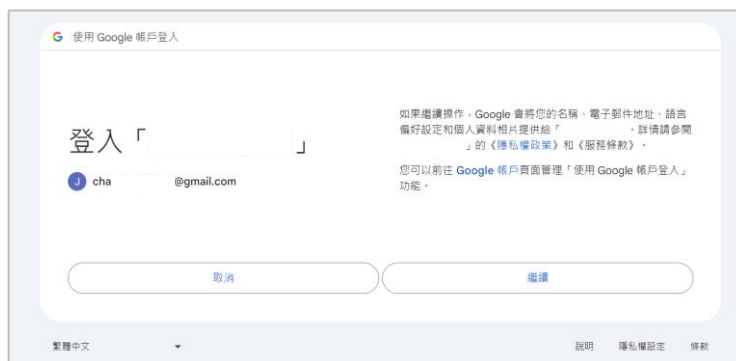 使用 Google 帳戶登入
登入「 」
J cha @gmail.com
如果繼續操作，Google 會將您的名稱、電子郵件地址、語言
偏好設定和個人資料相片提供給「 。詳情請參閱
」的《隱私權政策》和《服務條款》。
您可以前往 Google 帳戶頁面管理「使用 Google 帳戶登入」
功能。
取消
繼續
繁體中文
說明 隱私權設定 條款